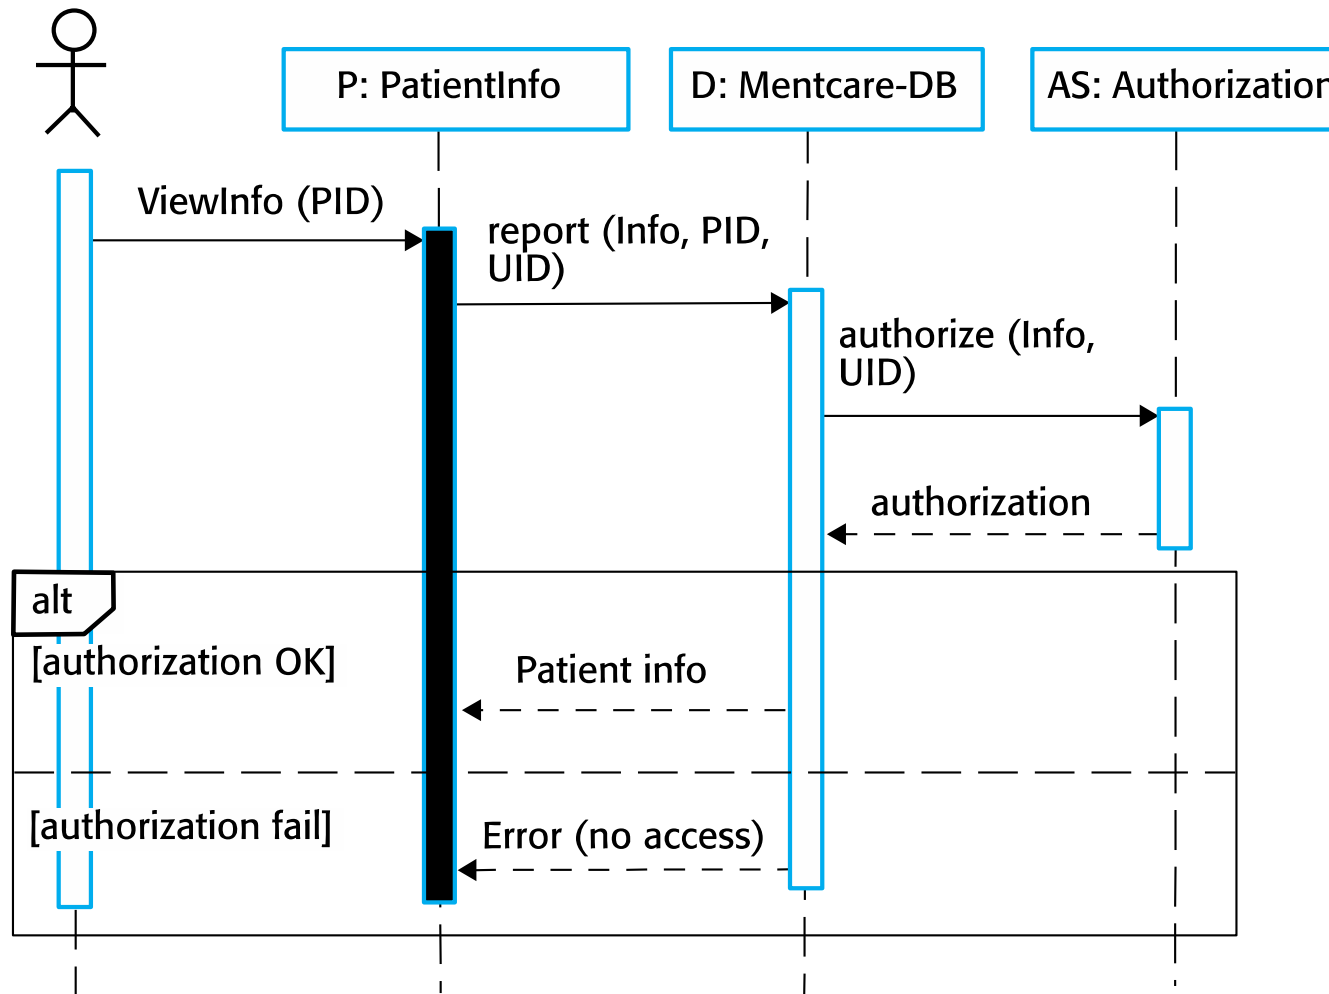 P: PatientInfo
D: Mentcare-DB
AS: Authorization
ViewInfo (PID)
report (Info, PID,
UID)
authorize (Info,
UID)
authorization
alt
[authorization OK]
Patient info
[authorization fail]
Error (no access)